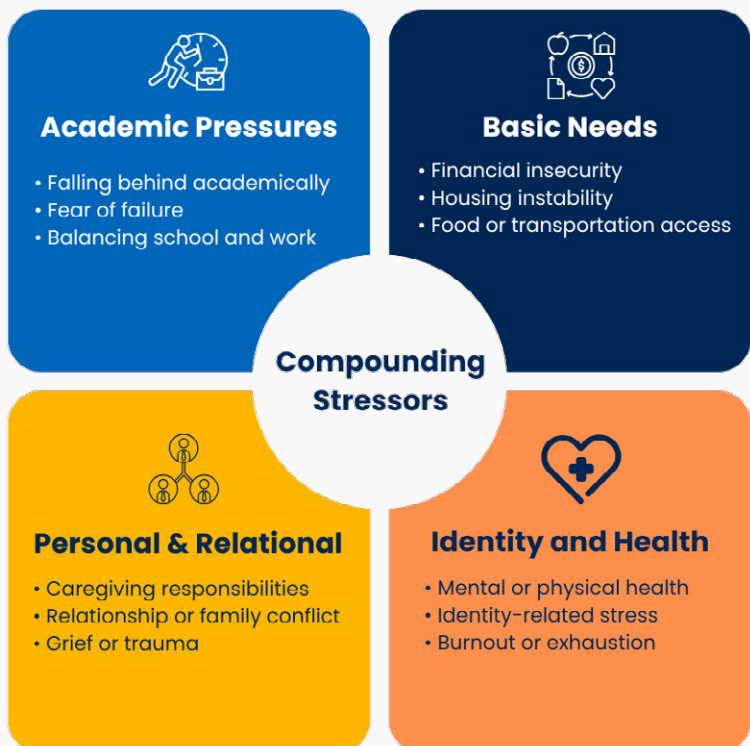 Academic Pressures
• Falling behind academically
• Fear of failure
• Balancing school and work
Basic Needs
• Financial insecurity
• Housing instability
• Food or transportation access
Compounding
Stressors
Personal & Relational
• Caregiving responsibilities
• Relationship or family conflict
• Grief or trauma
Identity and Health
• Mental or physical health
• Identity-related stress
• Burnout or exhaustion